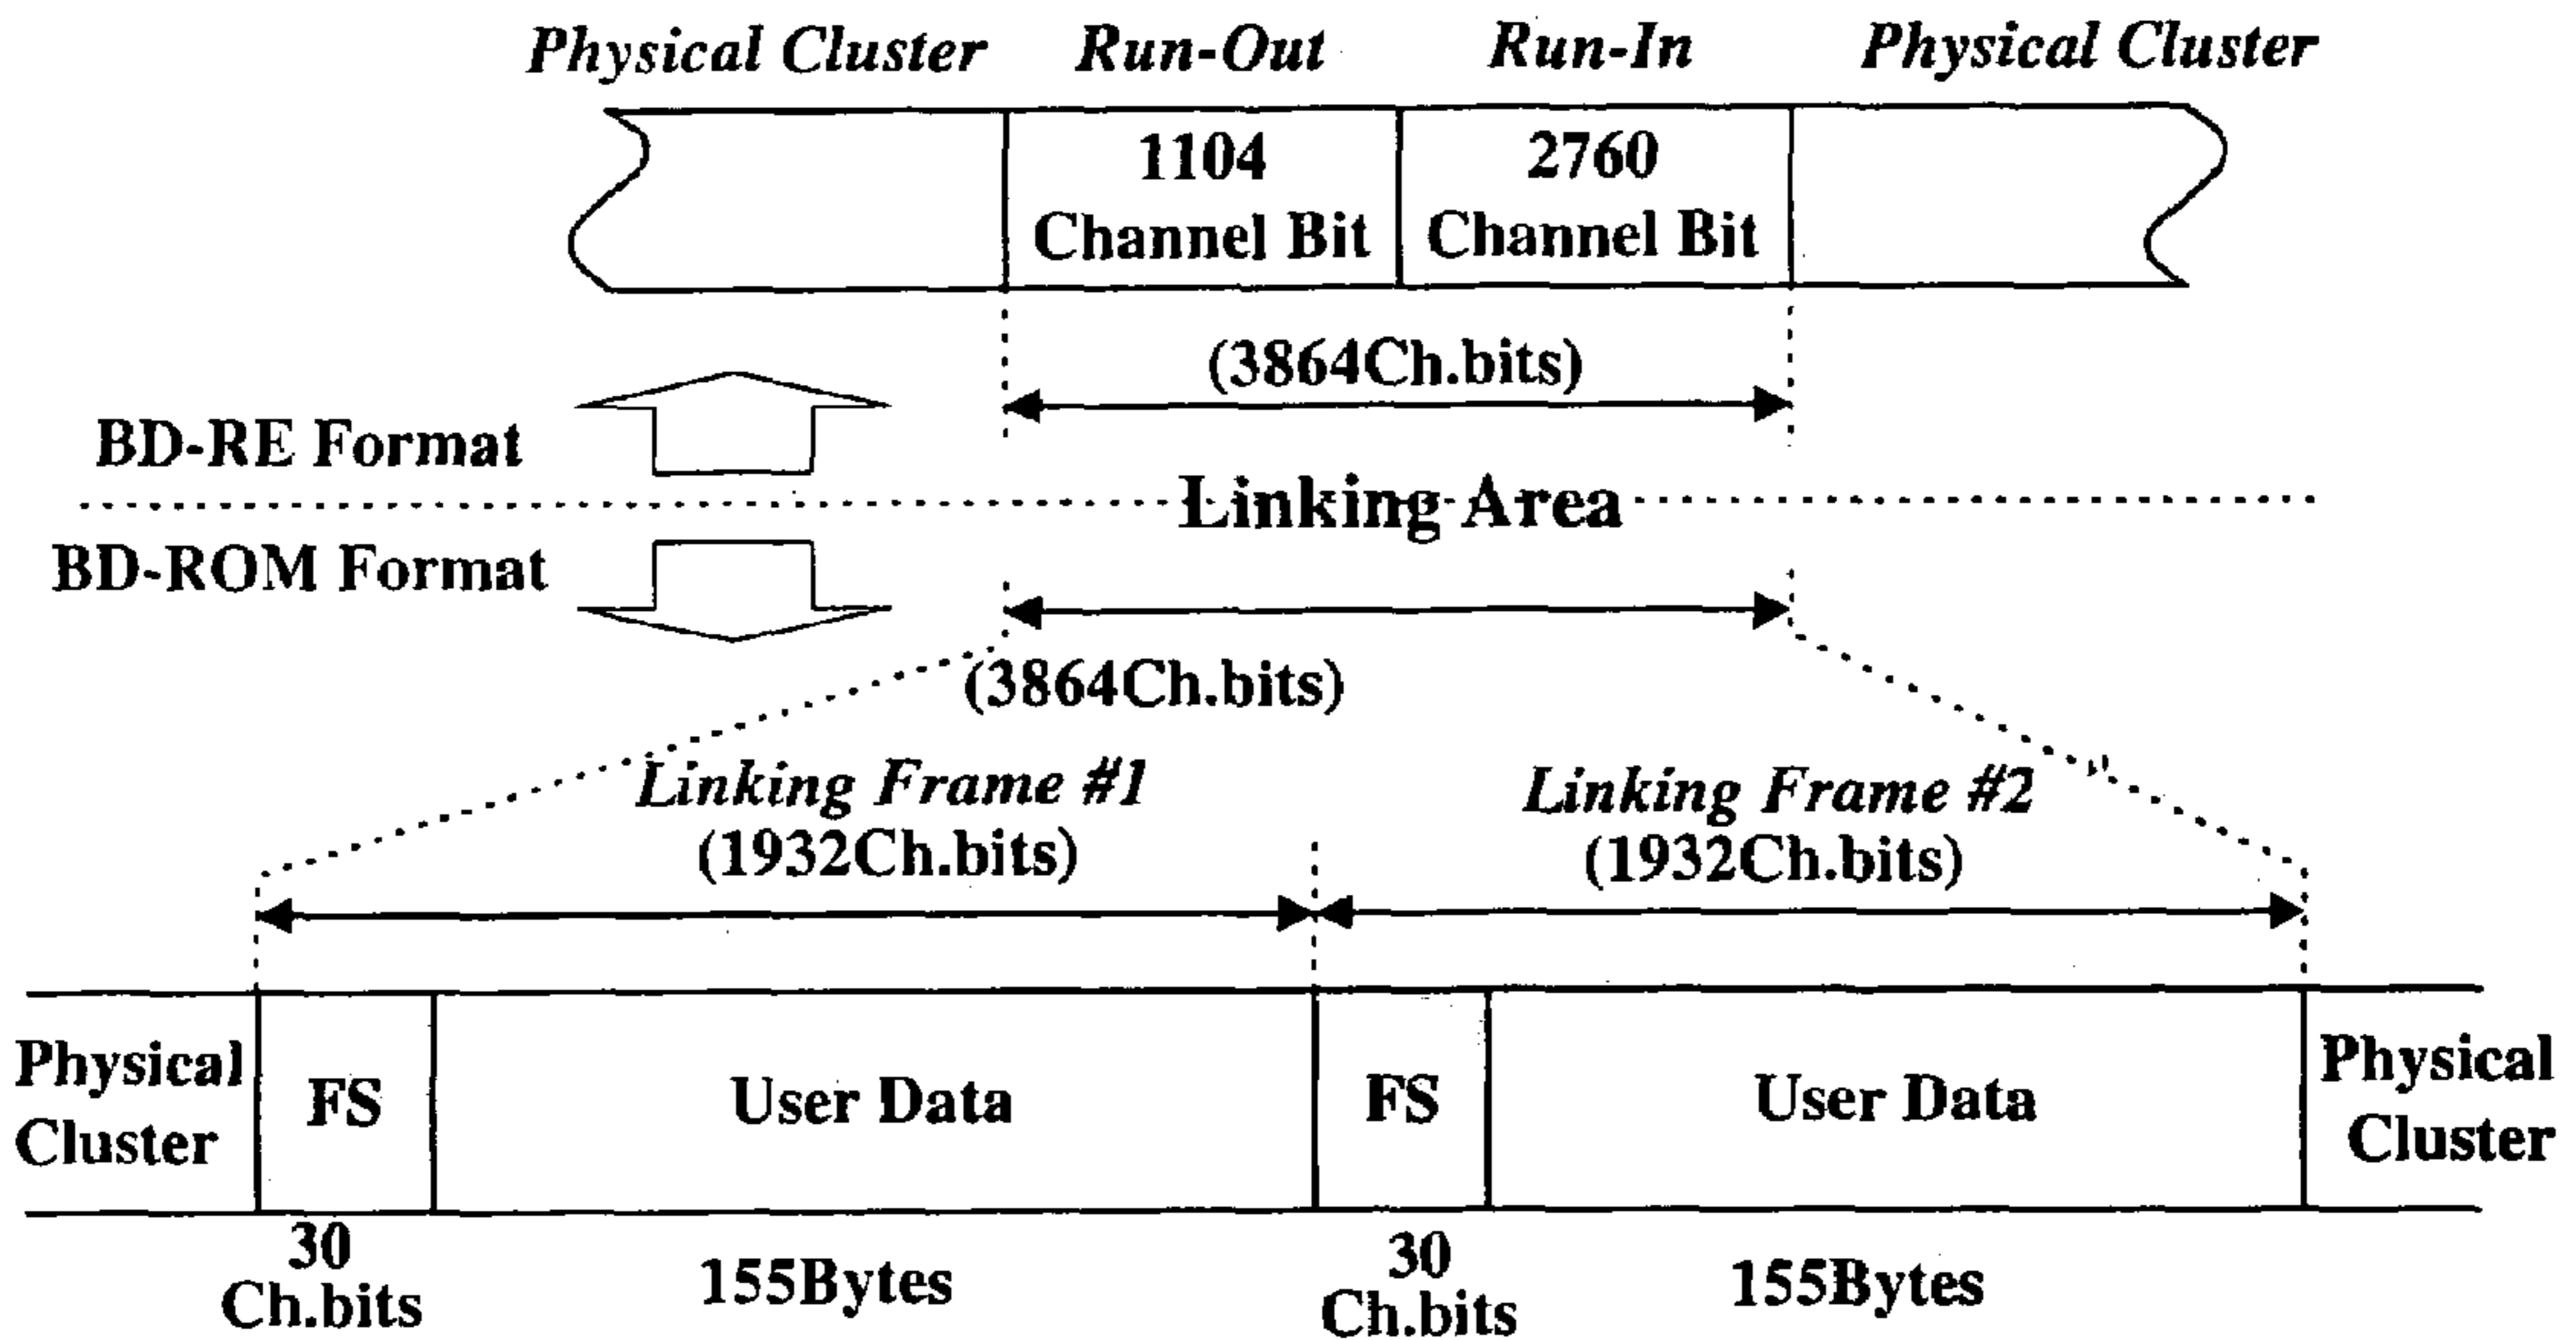 Physical Cluster Run-Out Run-In Physical Cluster
1104 Channel Bit
2760 Channel Bit
(3864Ch.bits)
BD-RE Format
Linking Area
BD-ROM Format
(3864Ch.bits)
Linking Frame #1
(1932Ch.bits)
Linking Frame #2
(1932Ch.bits)
Physical Cluster
FS
User Data
FS
User Data
Physical Cluster
30 Ch.bits
155Bytes
30 Ch.bits
155Bytes